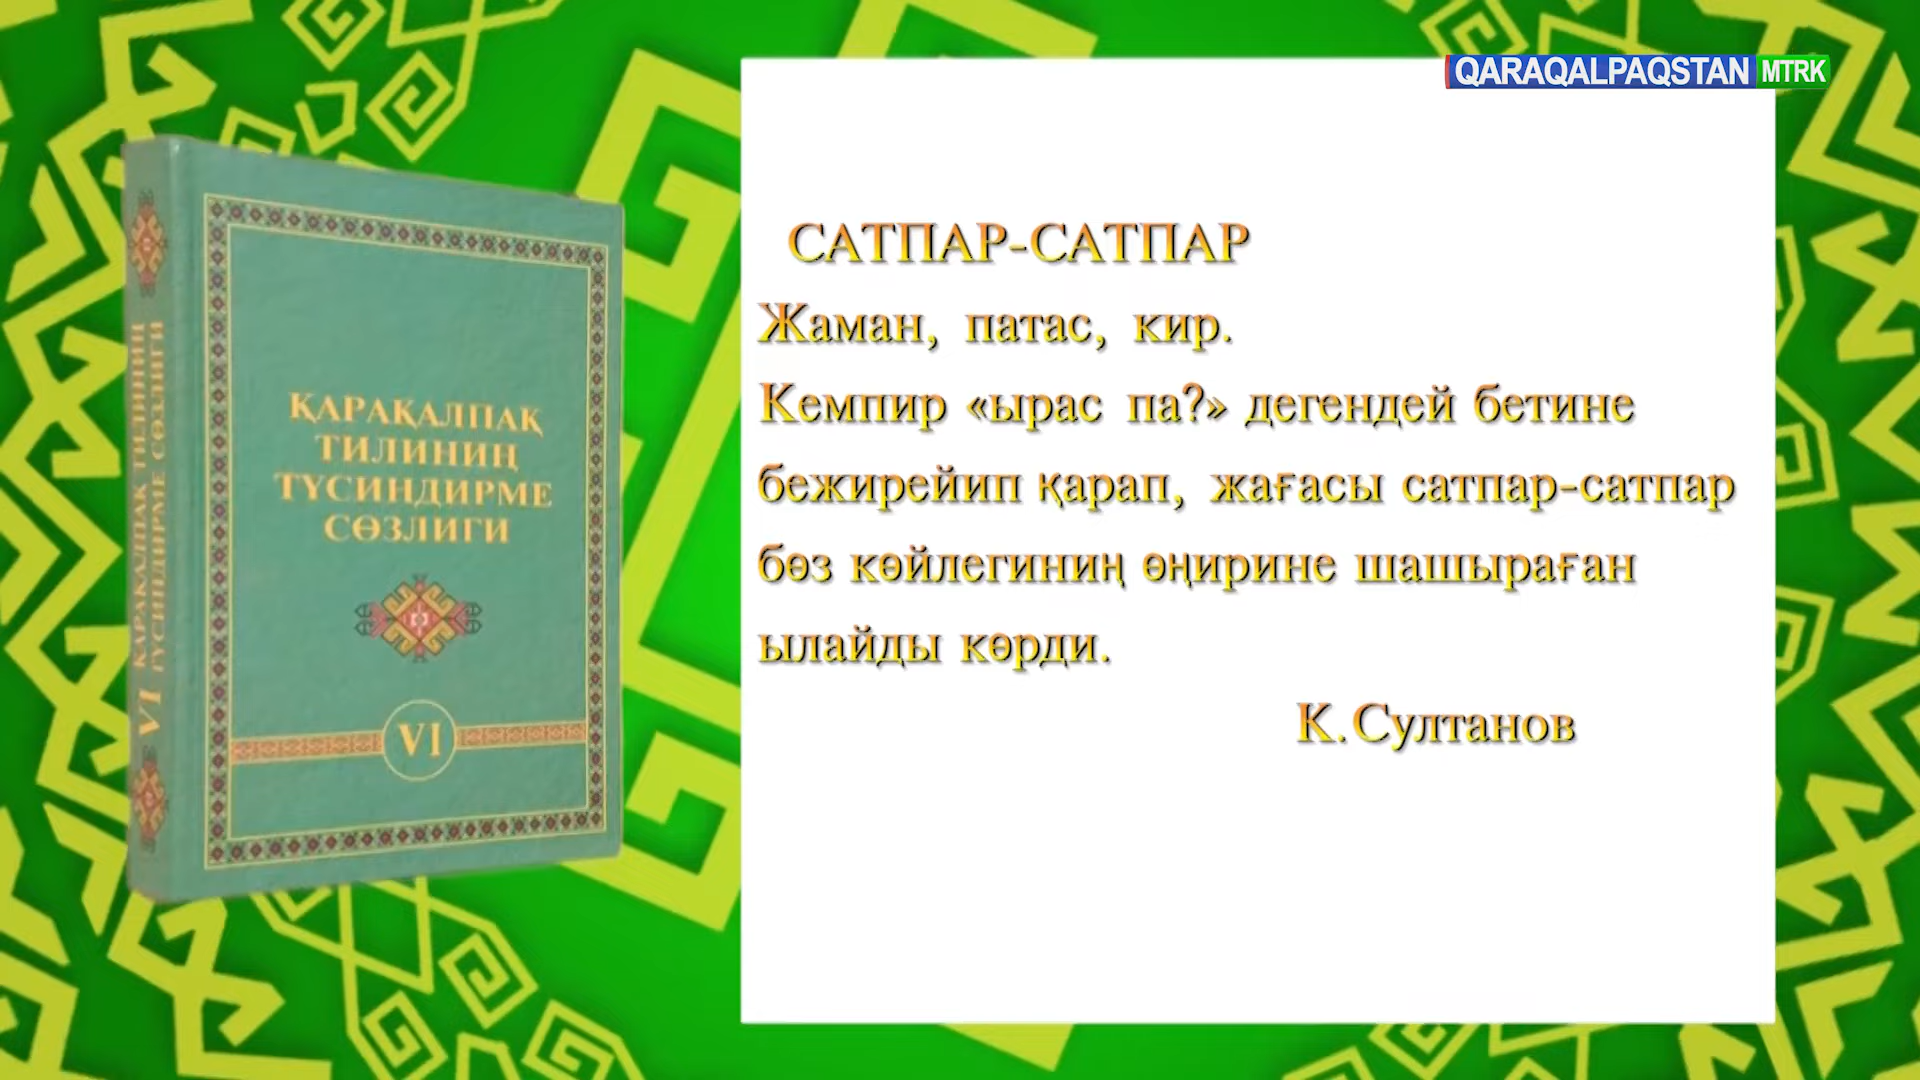 QARAQALPAQSTAN MTRK
ҚАРАҚАЛПАҚ
ТИЛИНИҢ
ТҮСИНДИРМЕ
СӨЗЛИГИ
VI
ҚАРАҚАЛПАҚ ТИЛИНИҢ
ТҮСИНДИРМЕ СӨЗЛИГИ
VI
САТПАР-САТПАР
Жаман, патас, кир.
Кемпир «ырас па?» дегендей бетине
бежирейип қарап, жағасы сатпар-сатпар
бөз көйлегиниң өңирине шашыраған
ылайды көрди.
К.Султанов